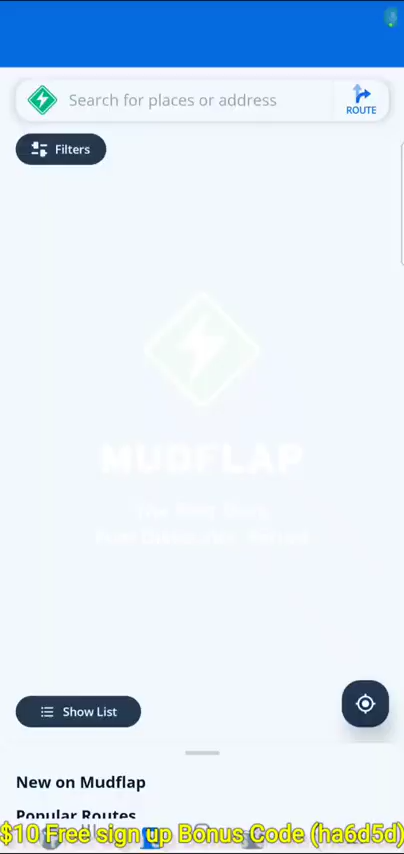 Search for places or address
ROUTE
Filters
MUDFLAP
Show List
New on Mudflap
Popular Routes
$10 Free sign up Bonus Code (ha6d5d)